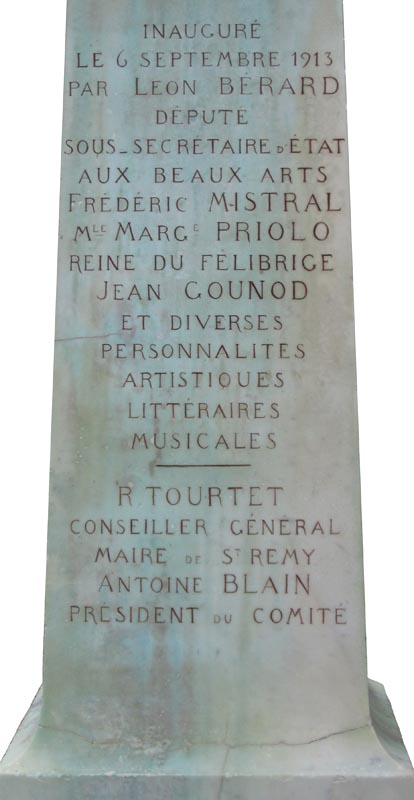 INAUGURÉ
LE 6 SEPTEMBRE 1913
PAR LEON BÉRARD
DÉPUTÉ
SOUS-SECRÉTAIRE D'ÉTAT
AUX BEAUX ARTS
FRÉDÉRIC MISTRAL
MLLE MARGTE PRIOLO
REINE DU FÉLIBRIGE
JEAN GOUNOD
ET DIVERSES
PERSONNALITÉS
ARTISTIQUES
LITTÉRAIRES
MUSICALES
R. TOURTET
CONSEILLER GÉNÉRAL
MAIRE DE ST REMY
ANTOINE BLAIN
PRÉSIDENT DU COMITÉ